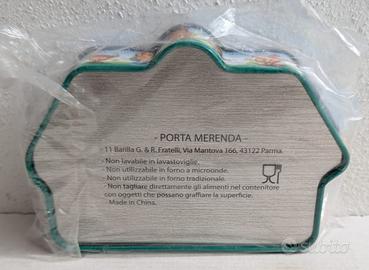 - PORTA MERENDA -
11 Barilla G. & R. Fratelli, Via Mantova 166, 43122 Parma.
- Non lavabile in lavastoviglie.
- Non utilizzabile in forno a microonde.
- Non utilizzabile in forno tradizionale.
- Non tagliare direttamente gli alimenti nel contenitore
con oggetti che possano graffiare la superficie.
Made in China.
subito